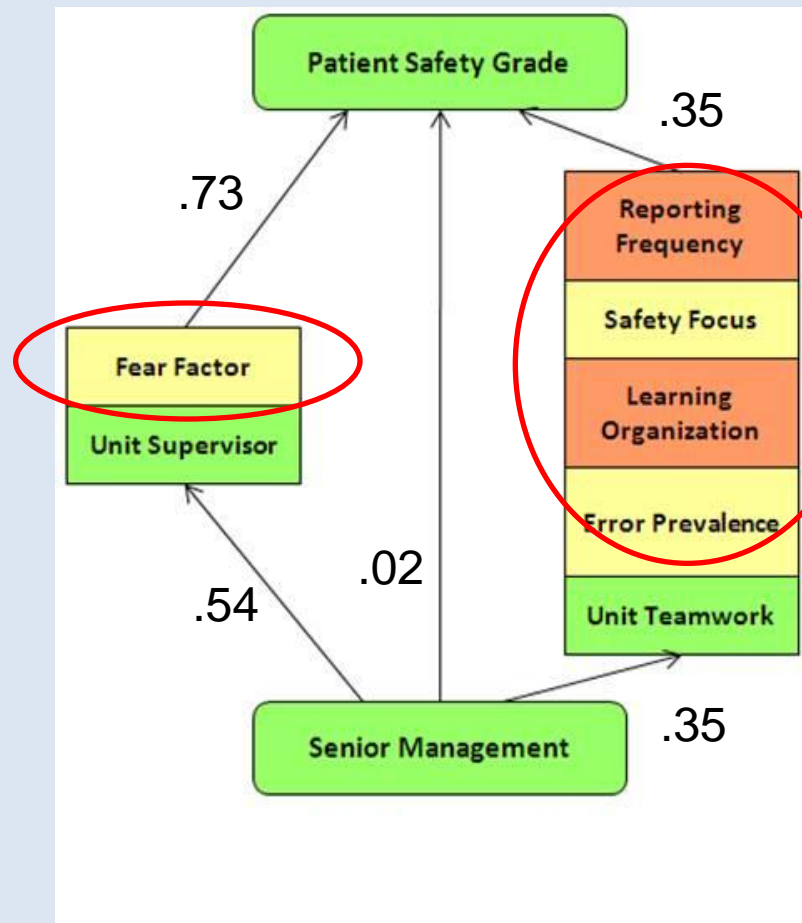 Patient Safety Grade
.35
.73
Reporting
Frequency
Safety Focus
Fear Factor
Learning
Organization
Unit Supervisor
Error Prevalence
.02
.54
Unit Teamwork
.35
Senior Management